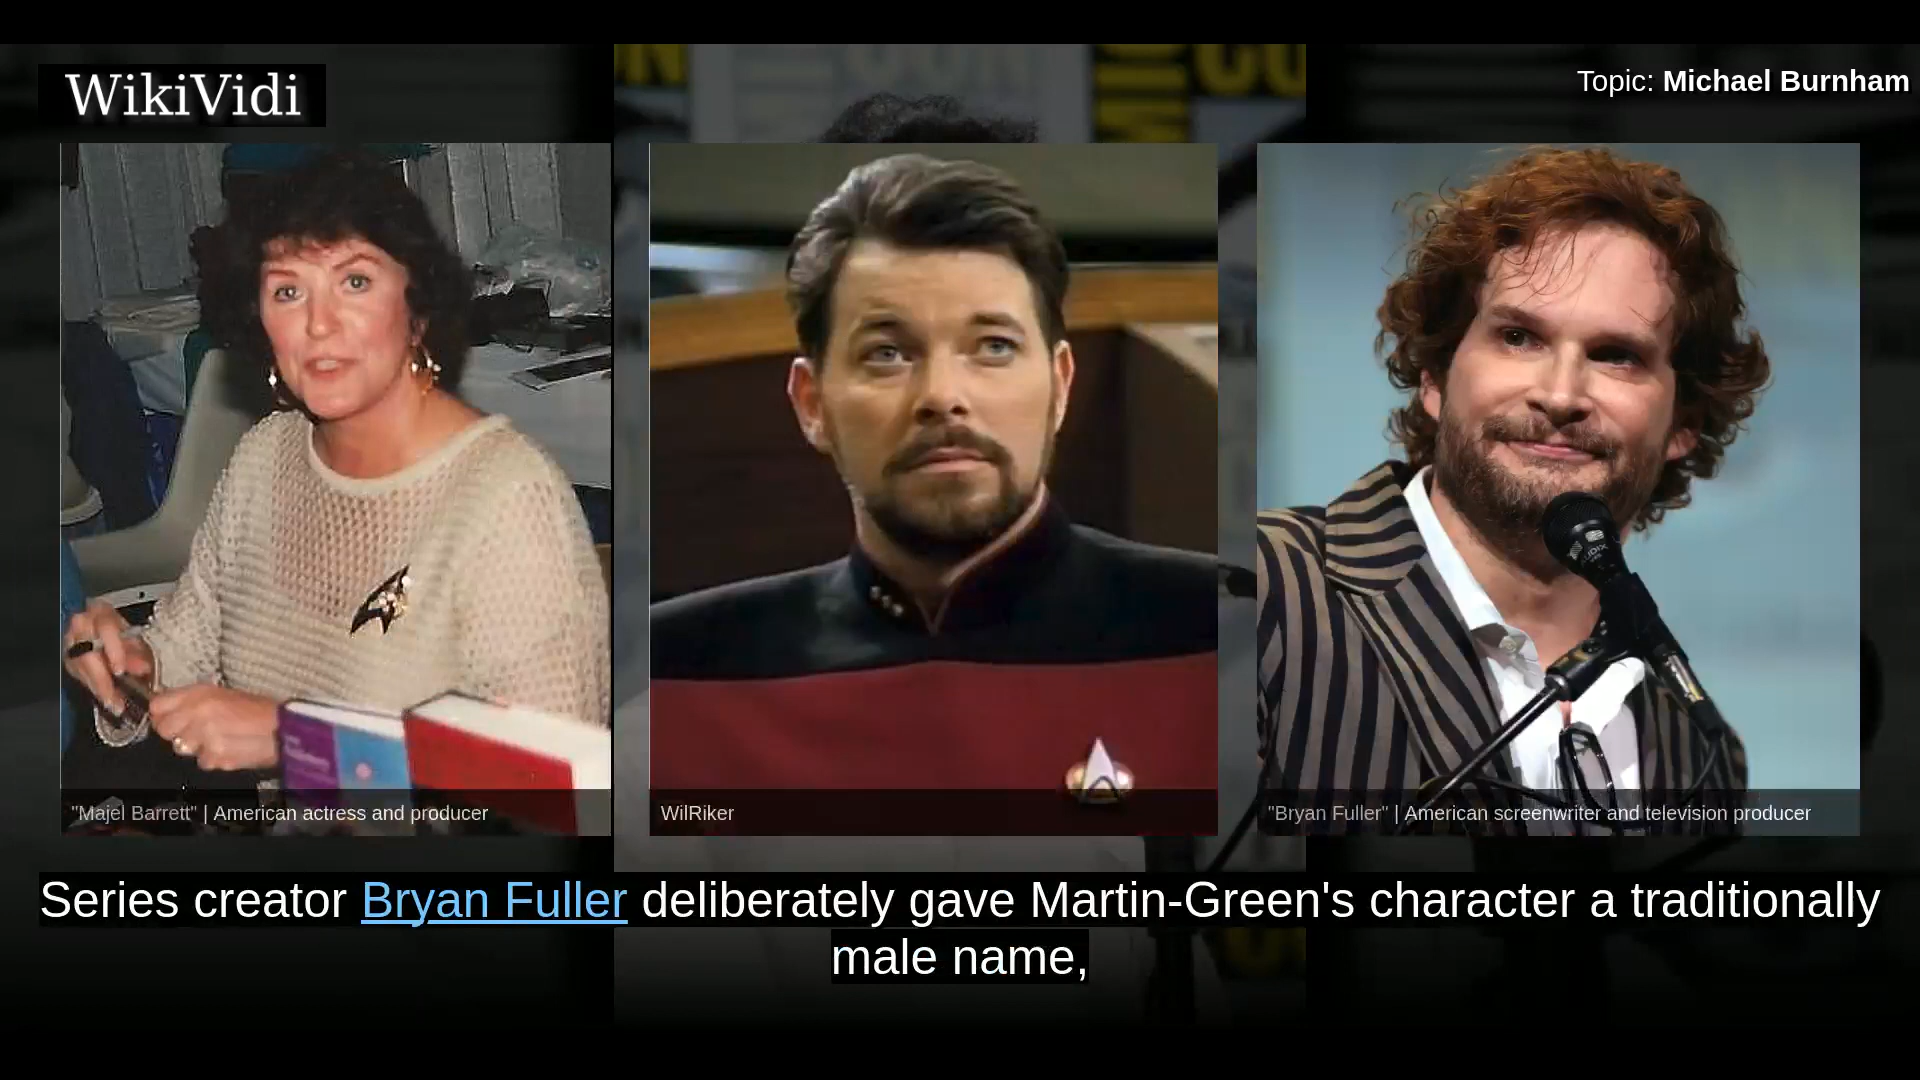 WikiVidi
Topic: Michael Burnham
"Majel Barrett" | American actress and producer
WilRiker
"Bryan Fuller" | American screenwriter and television producer
Series creator Bryan Fuller deliberately gave Martin-Green's character a traditionally
male name,